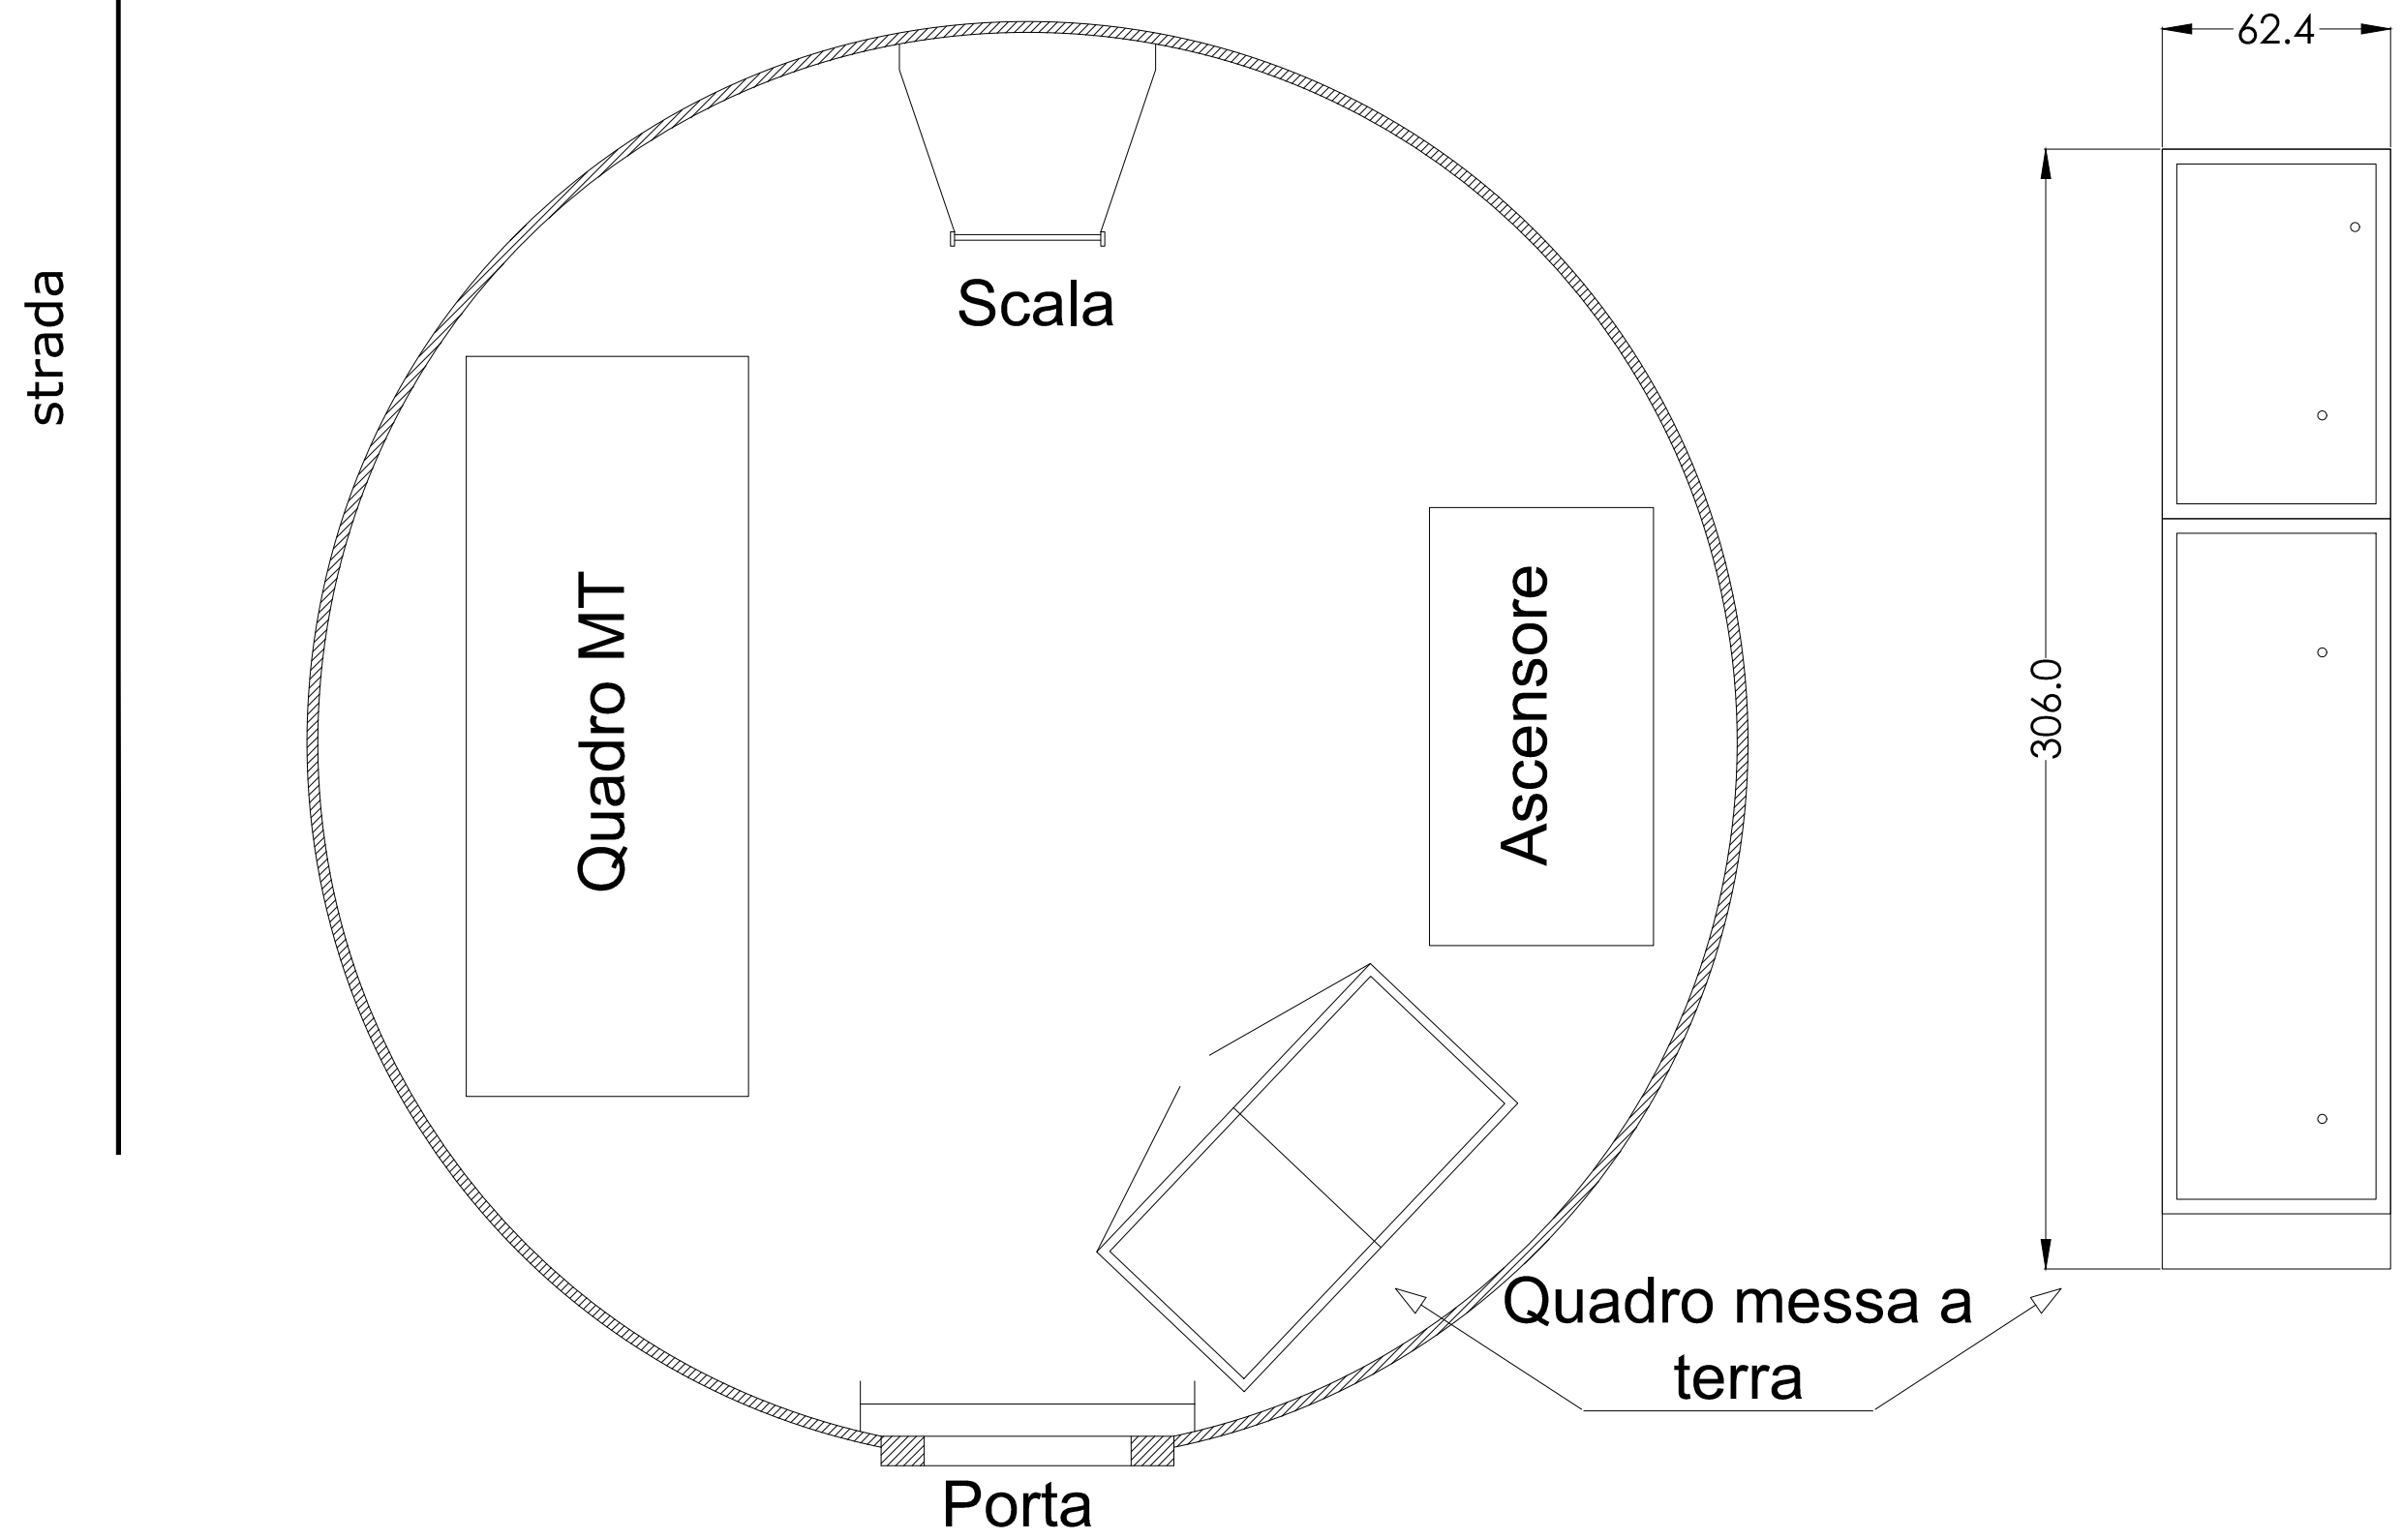 62.4
strada
Scala
Quadro MT
Ascensore
306.0
Quadro messa a
terra
Porta